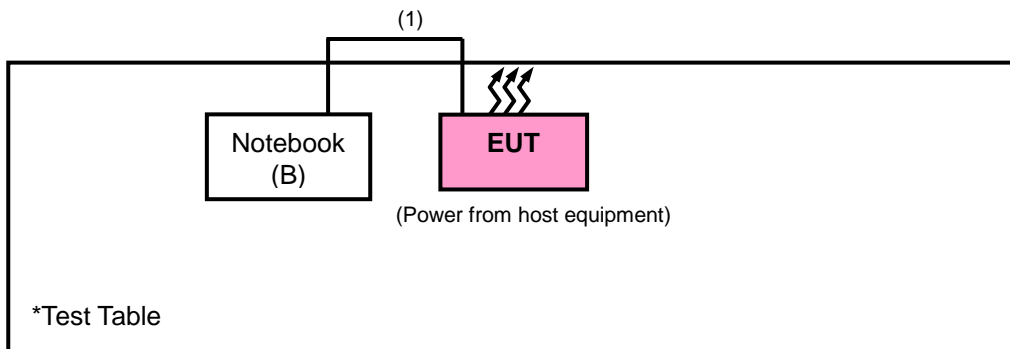 (1)
Notebook
(B)
EUT
(Power from host equipment)
*Test Table